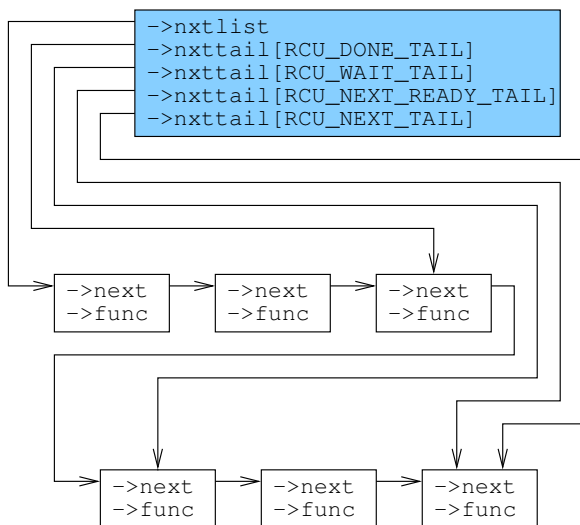 ->nxtlist
->nxttail[RCU_DONE_TAIL]
->nxttail[RCU_WAIT_TAIL]
->nxttail[RCU_NEXT_READY_TAIL]
->nxttail[RCU_NEXT_TAIL]
->next
->func
->next
->func
->next
->func
->next
->func
->next
->func
->next
->func